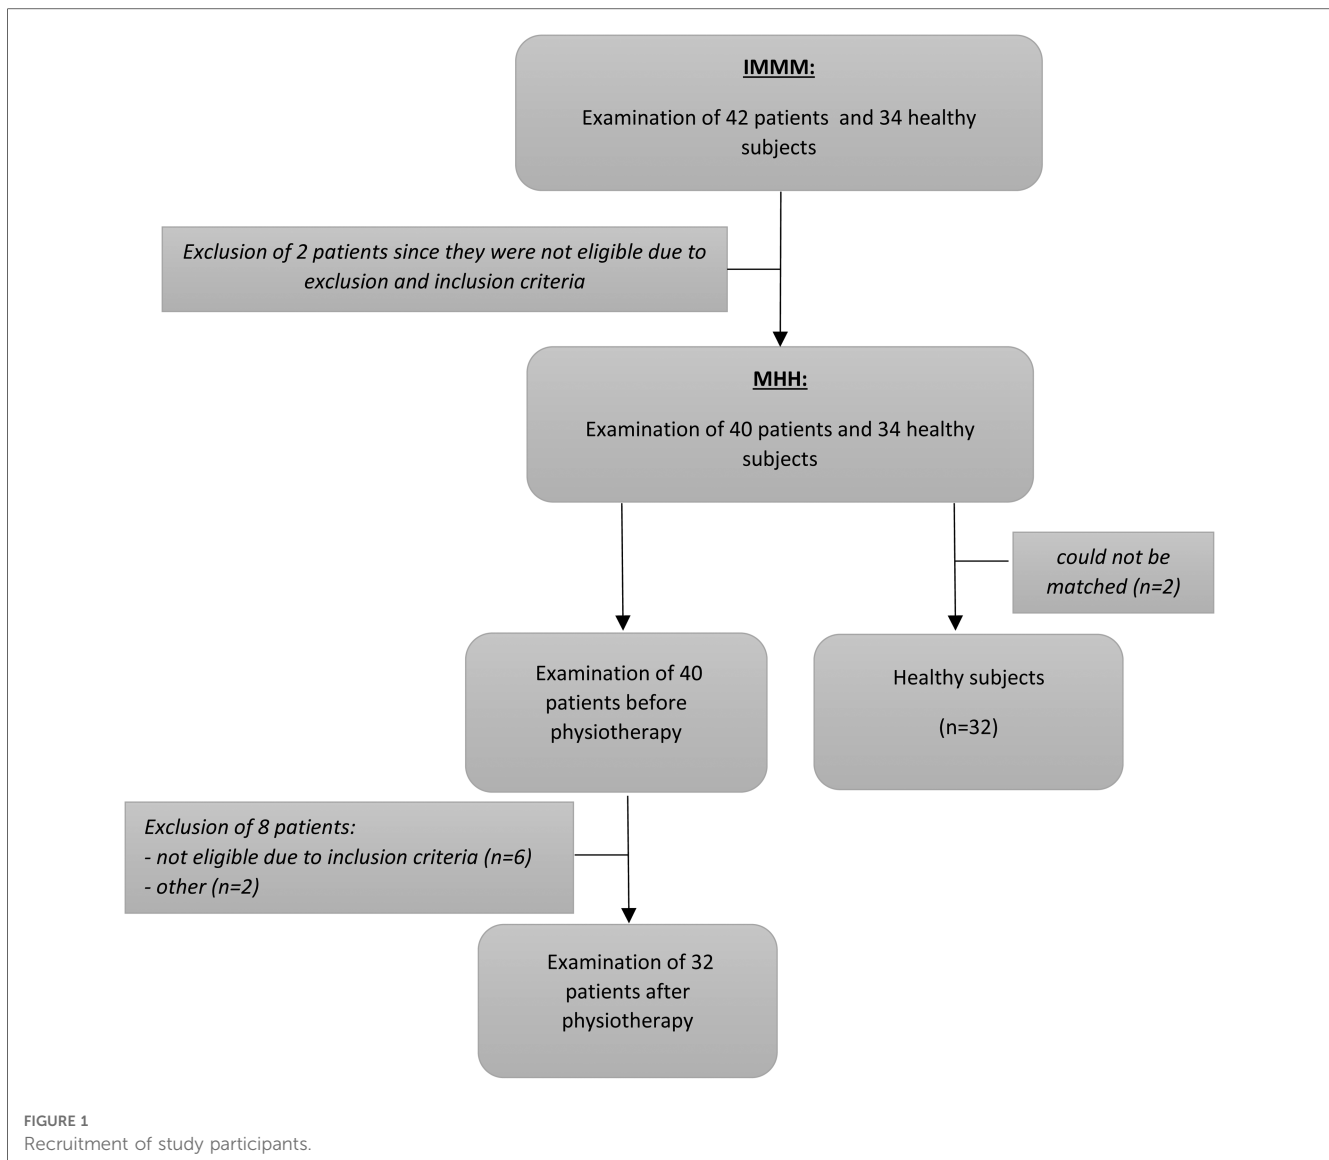 IMMM:
Examination of 42 patients and 34 healthy
subjects
Exclusion of 2 patients since they were not eligible due to
exclusion and inclusion criteria
MHH:
Examination of 40 patients and 34 healthy
subjects
could not be
matched (n=2)
Examination of 40
patients before
physiotherapy
Healthy subjects
(n=32)
Exclusion of 8 patients:
- not eligible due to inclusion criteria (n=6)
- other (n=2)
Examination of 32
patients after
physiotherapy
FIGURE 1
Recruitment of study participants.